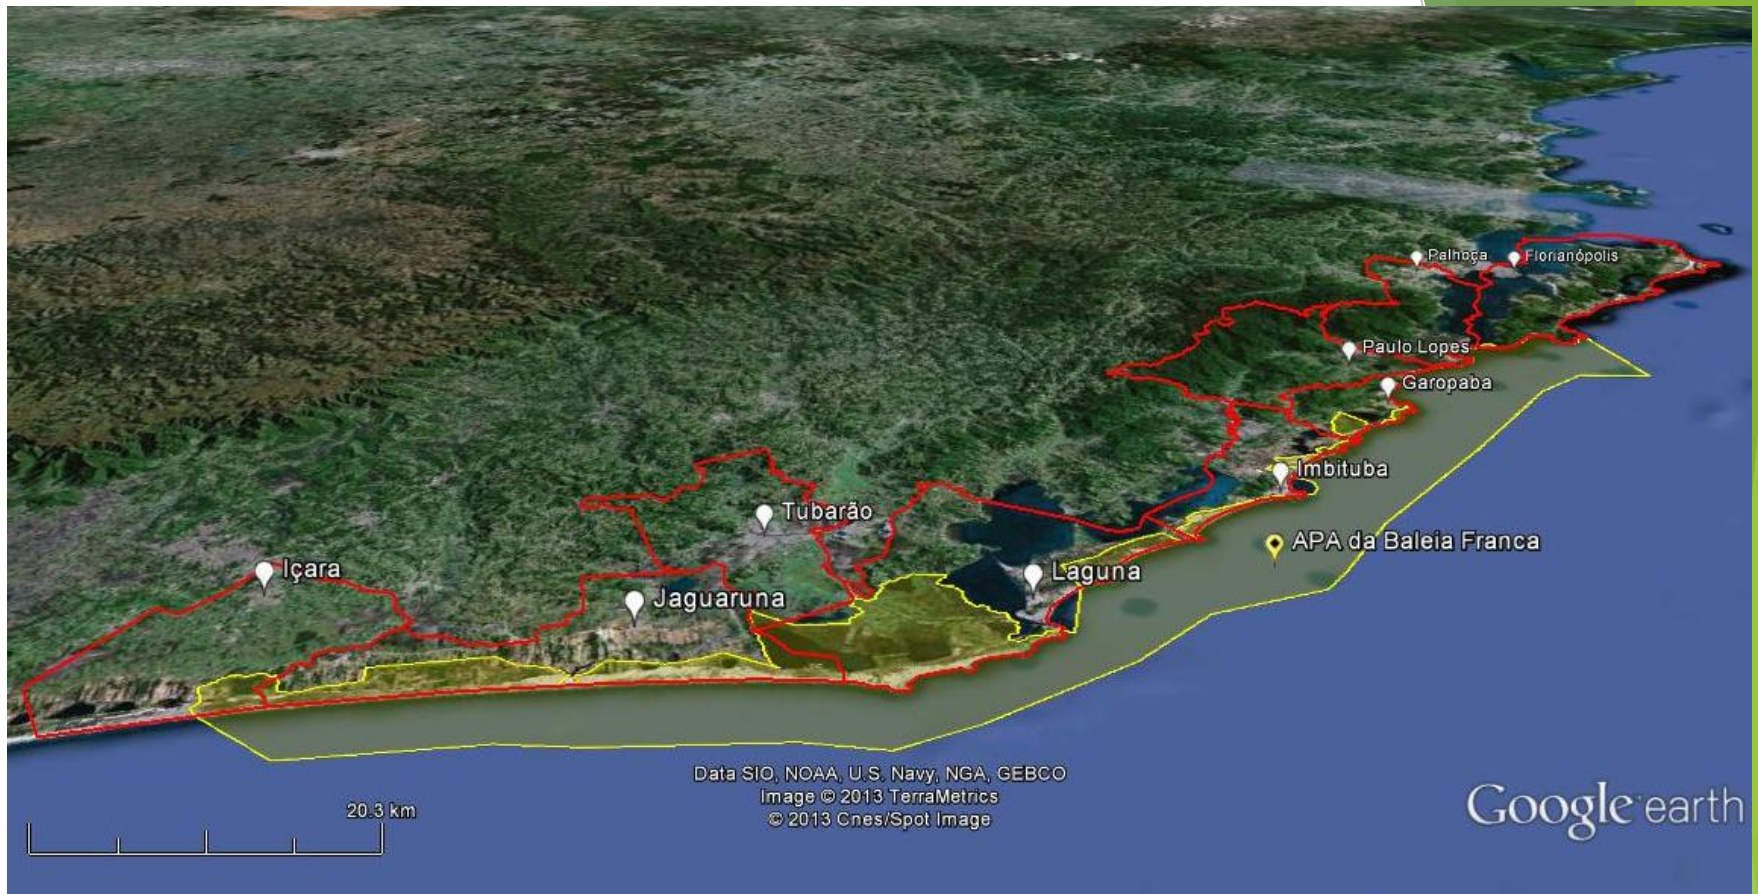 Palhoça
Florianópolis
Paulo Lopes
Garopaba
Imbituba
Tubarão
APA da Baleia Franca
Içara
Laguna
Jaguaruna
Data SIO, NOAA, U.S. Navy, NGA, GEBCO
Image © 2013 TerraMetrics
© 2013 Cnes/Spot Image
20.3 km
Google earth